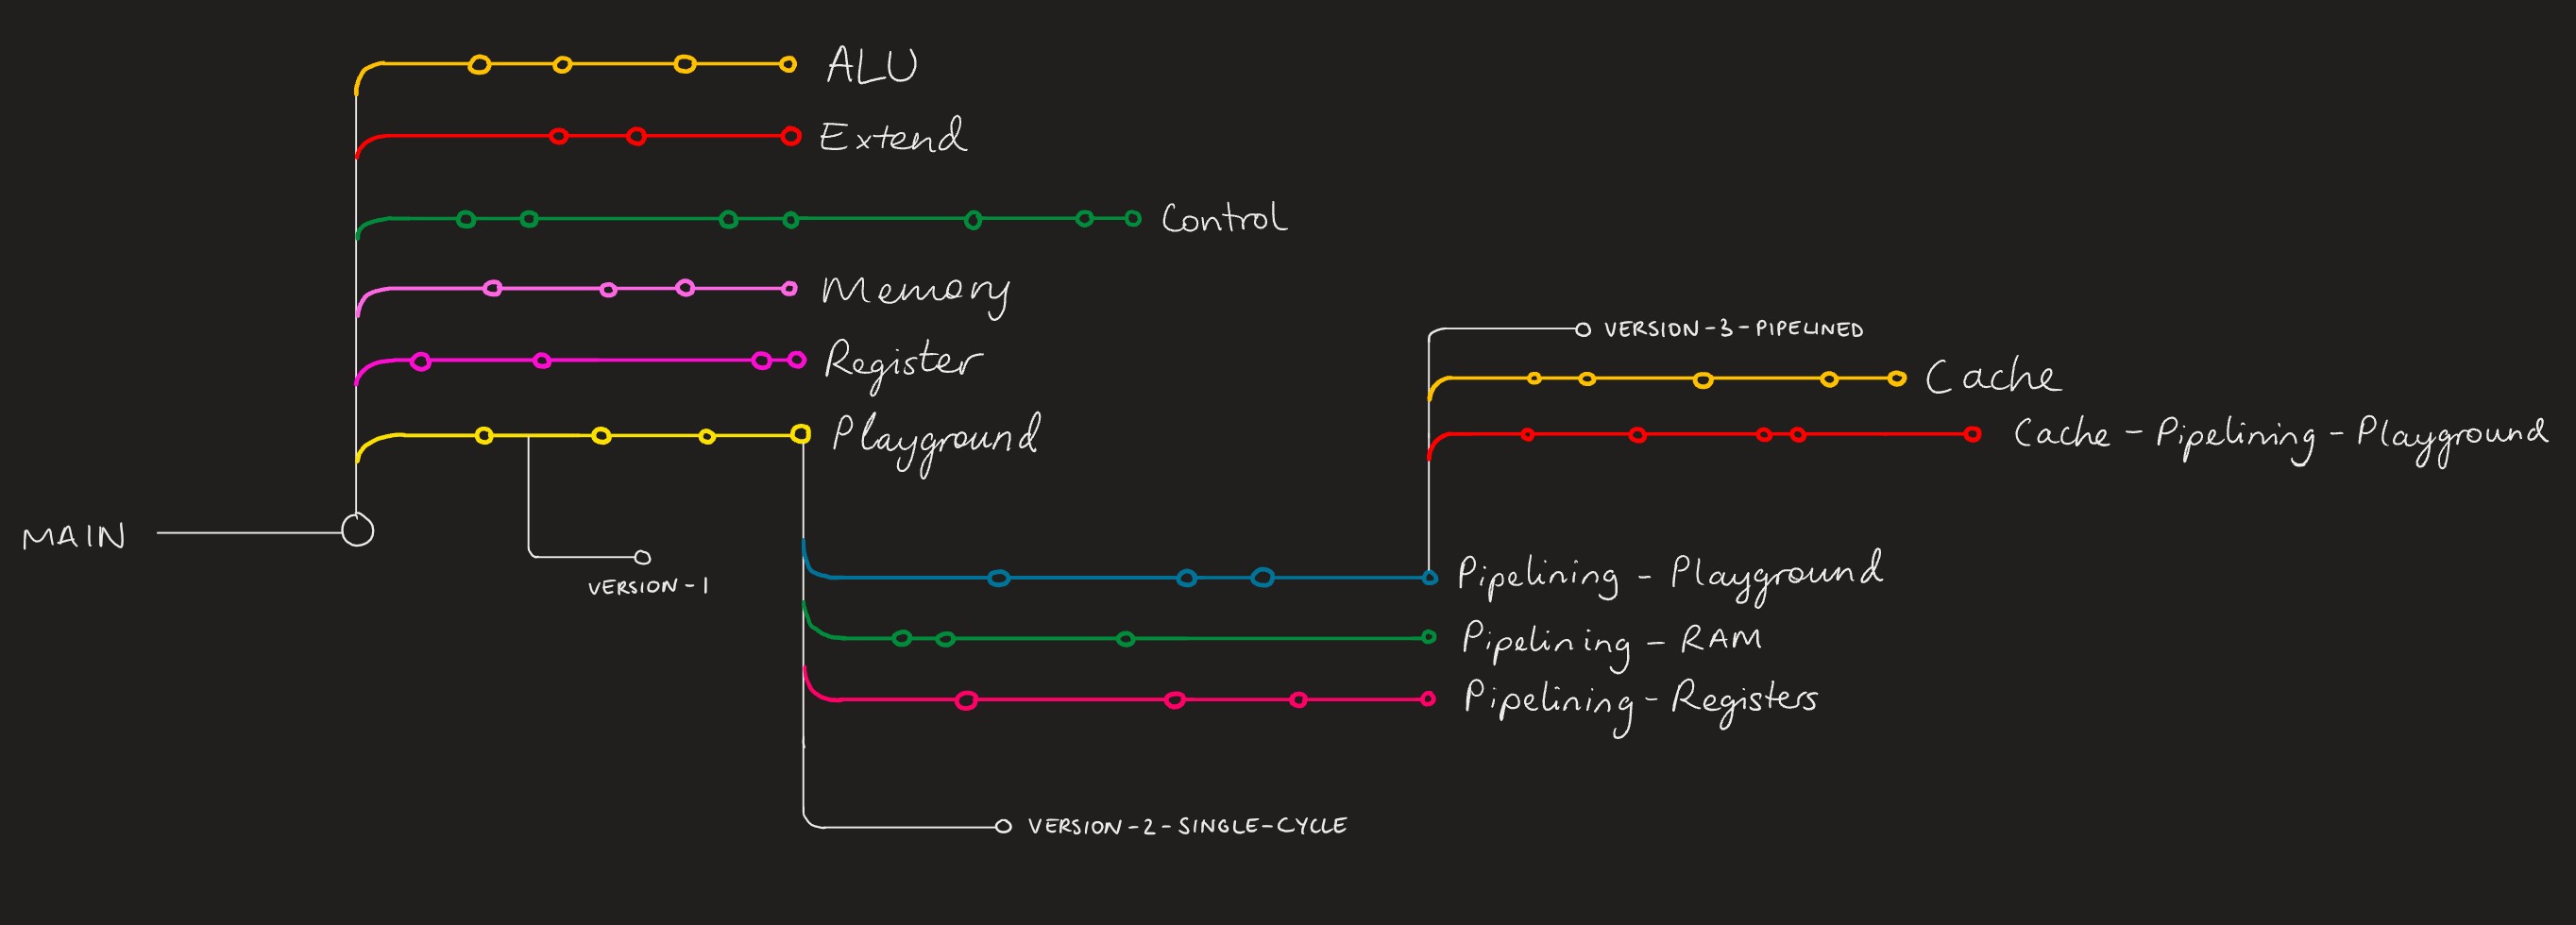 ALU
Extend
Control
Memory
Register
Playground
MAIN
VERSION-1
VERSION-3-PIPELINED
Cache
Cache-Pipelining-Playground
Pipelining-Playground
Pipelining-RAM
Pipelining-Registers
VERSION-2-SINGLE-CYCLE